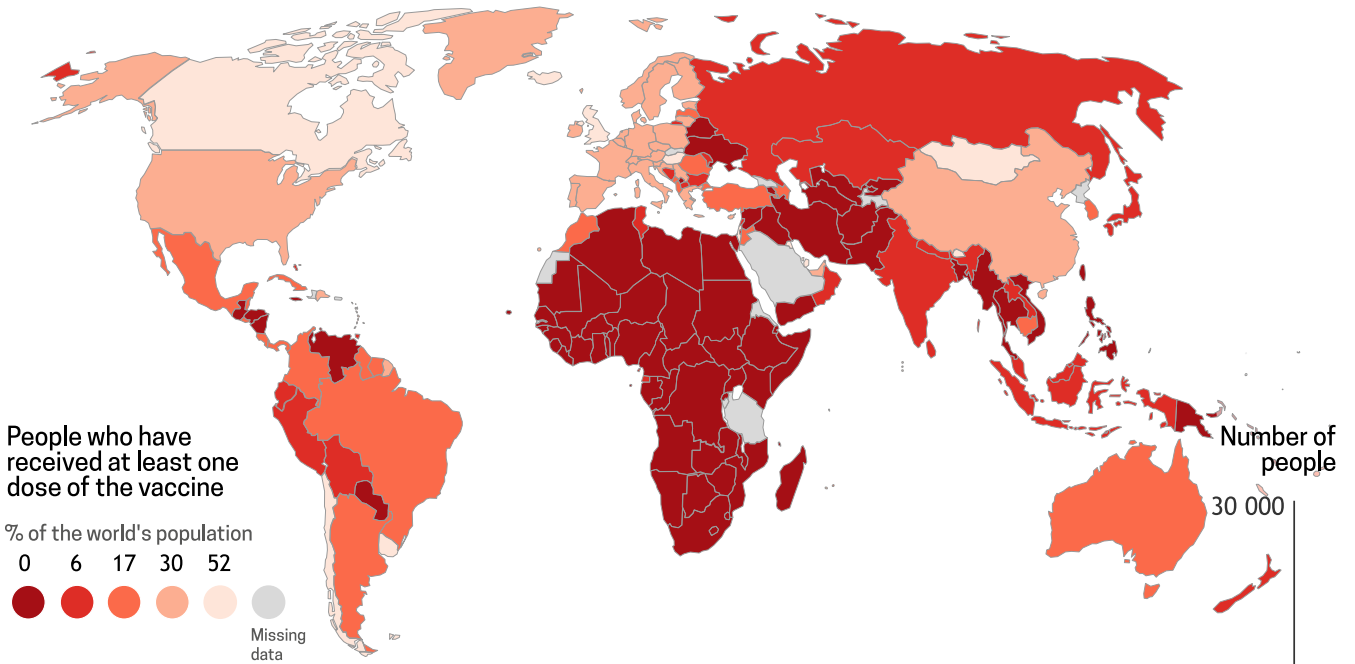 People who have
received at least one
dose of the vaccine
% of the world's population
0 6 17 30 52
Missing
data
Number of
people
30 000